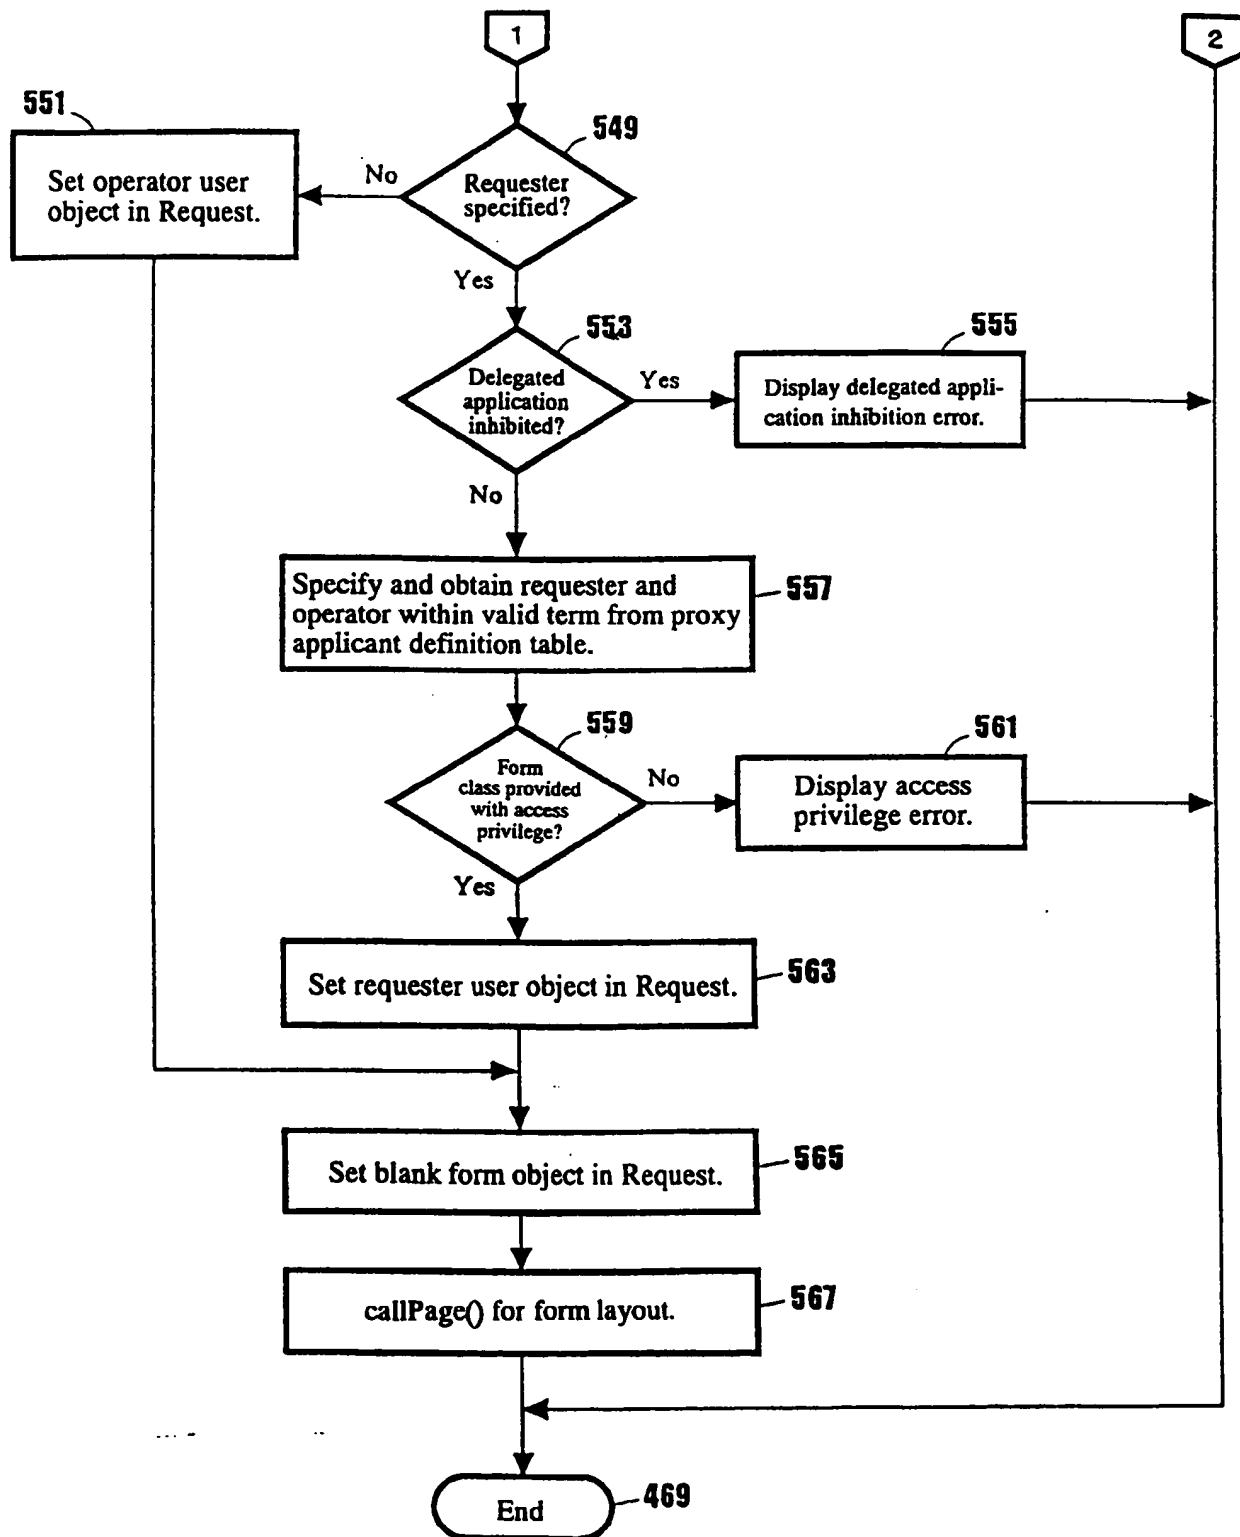 1
2
551
549
Set operator user
object in Request.
No
Requester
specified?
Yes
553
555
Delegated
application
inhibited?
Yes
Display delegated appli-
cation inhibition error.
No
Specify and obtain requester and
operator within valid term from proxy
applicant definition table.
557
559
561
Form
class provided
with access
privilege?
No
Display access
privilege error.
Yes
Set requester user object in Request.
563
Set blank form object in Request.
565
callPage() for form layout.
567
End
469